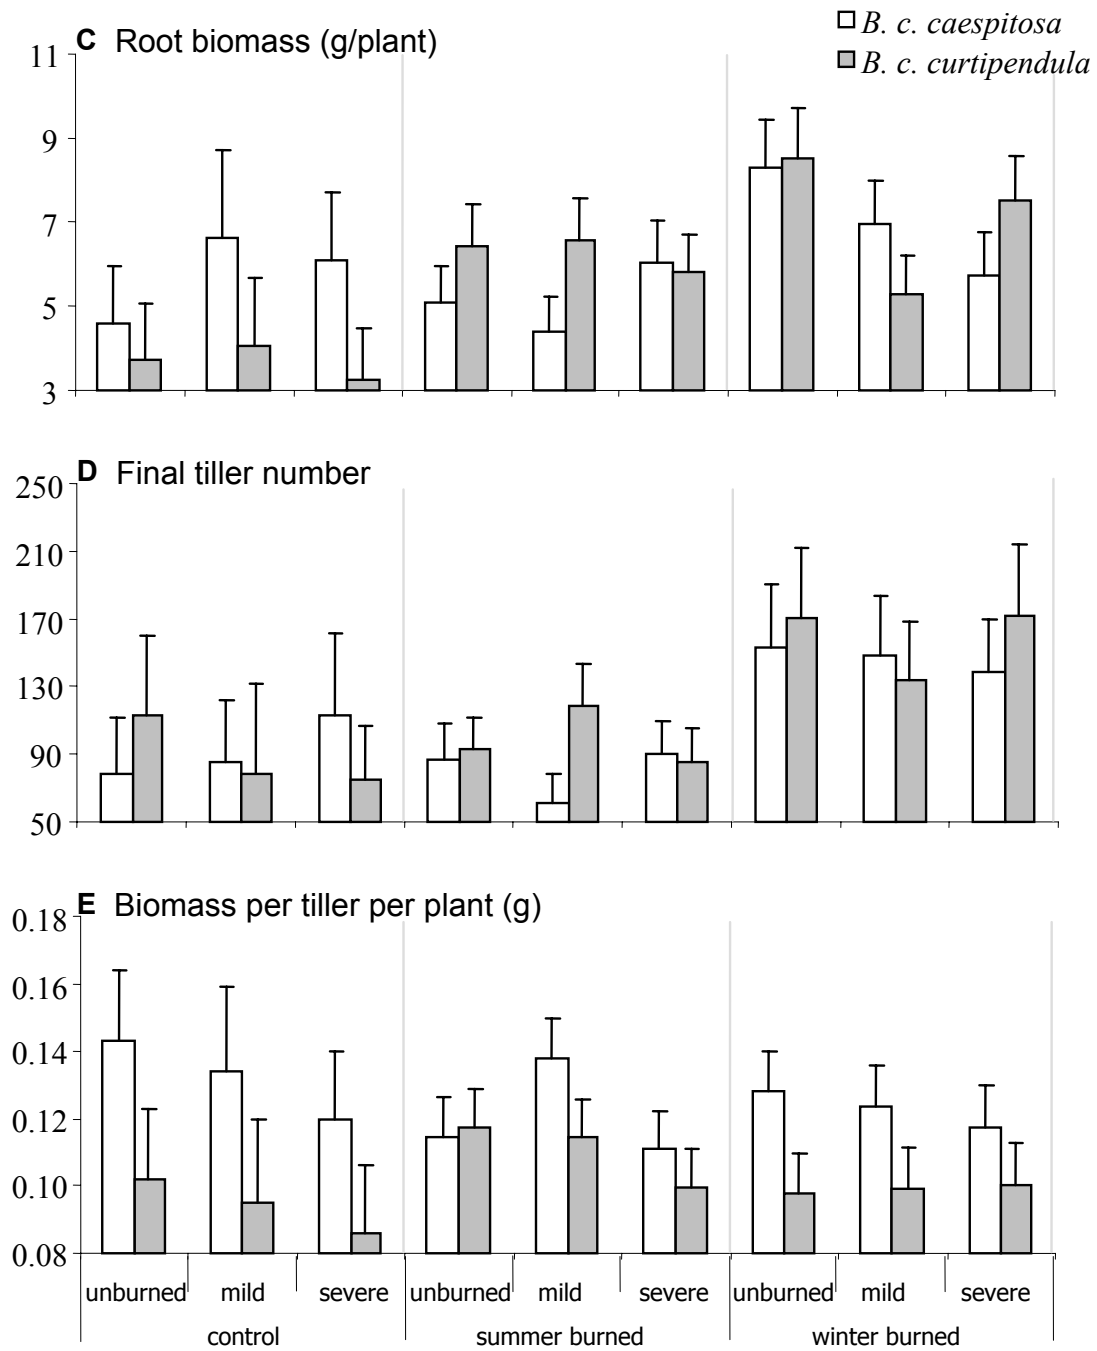 B. c. caespitosa
B. c. curtipendula
C Root biomass (g/plant)
11
9
7
5
3
D Final tiller number
250
210
170
130
90
50
E Biomass per tiller per plant (g)
0.18
0.16
0.14
0.12
0.10
0.08
unburned mild severe unburned mild severe unburned mild severe
control summer burned winter burned